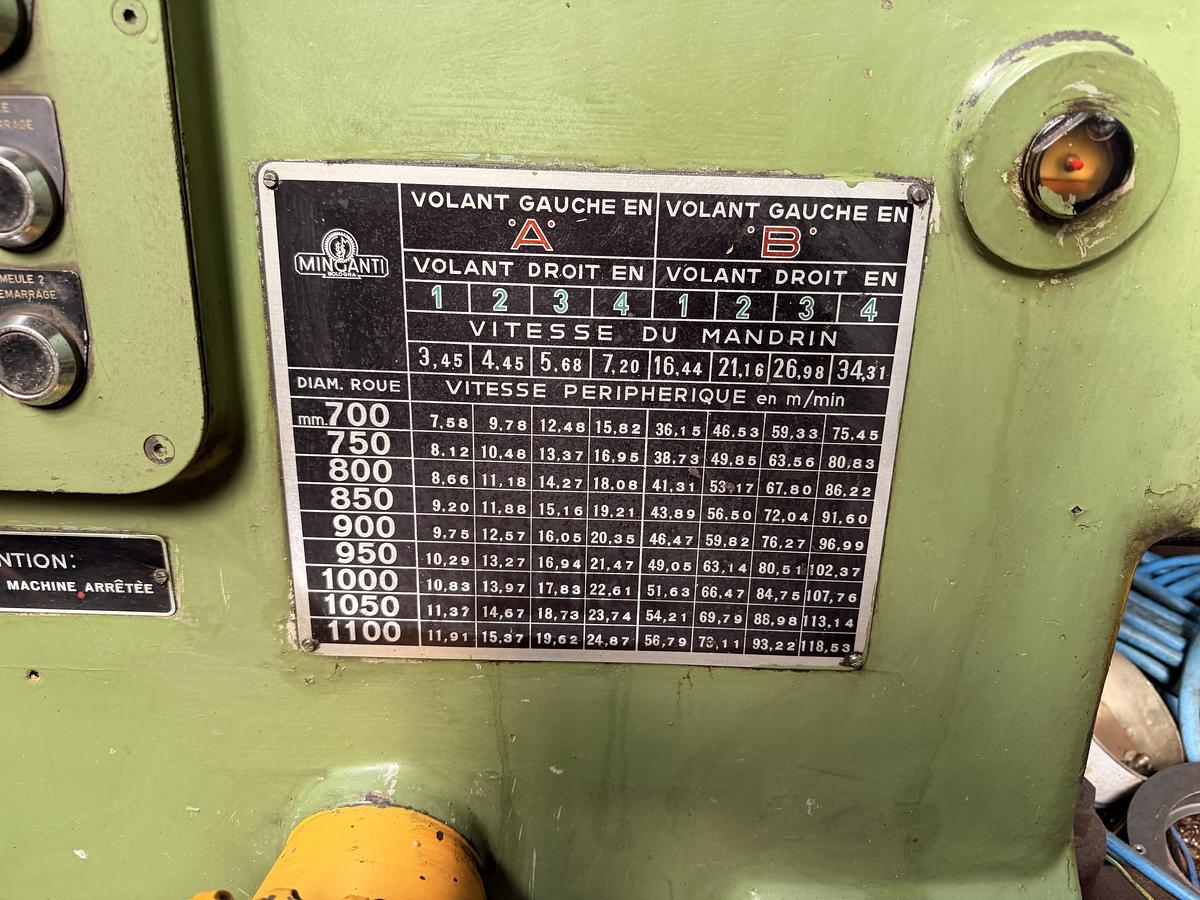 LE
RRAGE
MEULE 2
DEMARRAGE
NTION:
MACHINE ARRÊTÉE
MINGANTI
BOLOGNA
VOLANT GAUCHE EN VOLANT GAUCHE EN
"A" "B"
VOLANT DROIT EN VOLANT DROIT EN
1 2 3 4 1 2 3 4
VITESSE DU MANDRIN
3,45 4,45 5,68 7,20 16,44 21,16 26,98 34,31
DIAM. ROUE VITESSE PERIPHERIQUE en m/min
mm. 700 7,58 9,78 12,48 15,82 36,15 46,53 59,33 75,45
750 8,12 10,48 13,37 16,95 38,73 49,85 63,56 80,83
800 8,66 11,18 14,27 18,08 41,31 53,17 67,80 86,22
850 9,20 11,88 15,16 19,21 43,89 56,50 72,04 91,60
900 9,75 12,57 16,05 20,35 46,47 59,82 76,27 96,99
950 10,29 13,27 16,94 21,47 49,05 63,14 80,51 102,37
1000 10,83 13,97 17,83 22,61 51,63 66,47 84,75 107,76
1050 11,37 14,67 18,73 23,74 54,21 69,79 88,98 113,14
1100 11,91 15,37 19,62 24,87 56,79 73,11 93,22 118,53